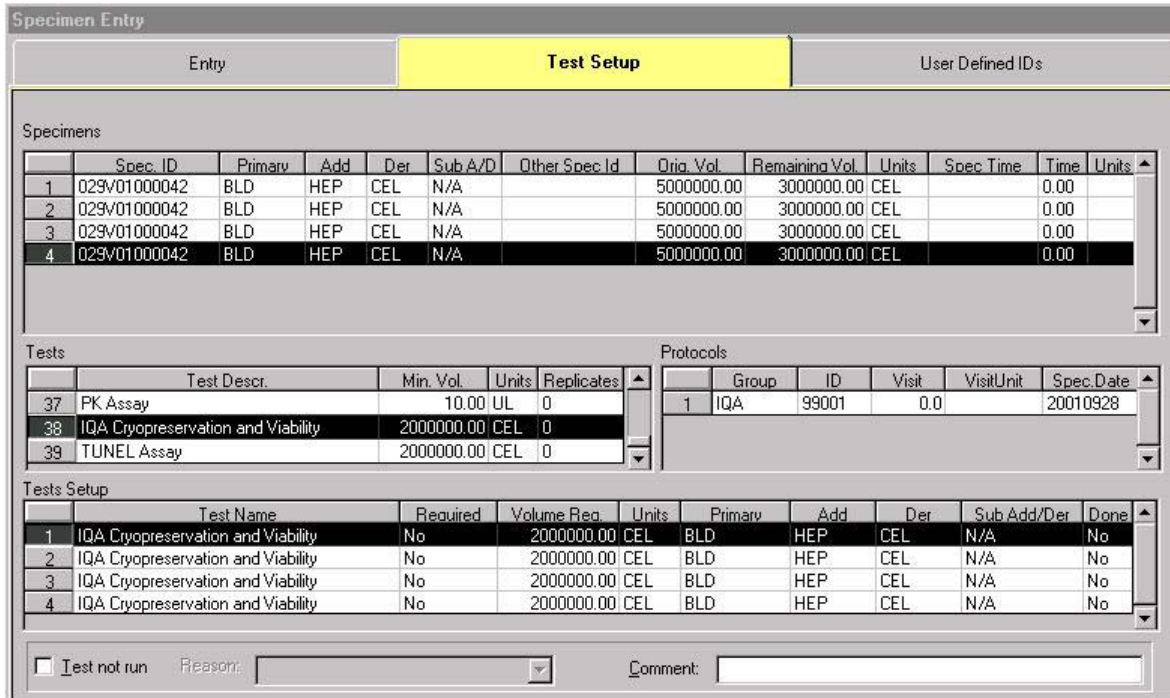 Specimen Entry
Entry Test Setup User Defined IDs
Specimens
Spec. ID Primary Add Der Sub A/D Other Spec Id Orig. Vol. Remaining Vol. Units Spec Time Time Units
1 029V01000042 BLD HEP CEL N/A 5000000.00 3000000.00 CEL 0.00
2 029V01000042 BLD HEP CEL N/A 5000000.00 3000000.00 CEL 0.00
3 029V01000042 BLD HEP CEL N/A 5000000.00 3000000.00 CEL 0.00
4 029V01000042 BLD HEP CEL N/A 5000000.00 3000000.00 CEL 0.00
Tests
Test Descr. Min. Vol. Units Replicates
37 PK Assay 10.00 UL 0
38 IQA Cryopreservation and Viability 2000000.00 CEL 0
39 TUNEL Assay 2000000.00 CEL 0
Protocols
Group ID Visit VisitUnit Spec.Date
1 IQA 99001 0.0 20010928
Tests Setup
Test Name Required Volume Req. Units Primary Add Der Sub Add/Der Done
1 IQA Cryopreservation and Viability No 2000000.00 CEL BLD HEP CEL N/A No
2 IQA Cryopreservation and Viability No 2000000.00 CEL BLD HEP CEL N/A No
3 IQA Cryopreservation and Viability No 2000000.00 CEL BLD HEP CEL N/A No
4 IQA Cryopreservation and Viability No 2000000.00 CEL BLD HEP CEL N/A No
Test not run Reason: Comment: